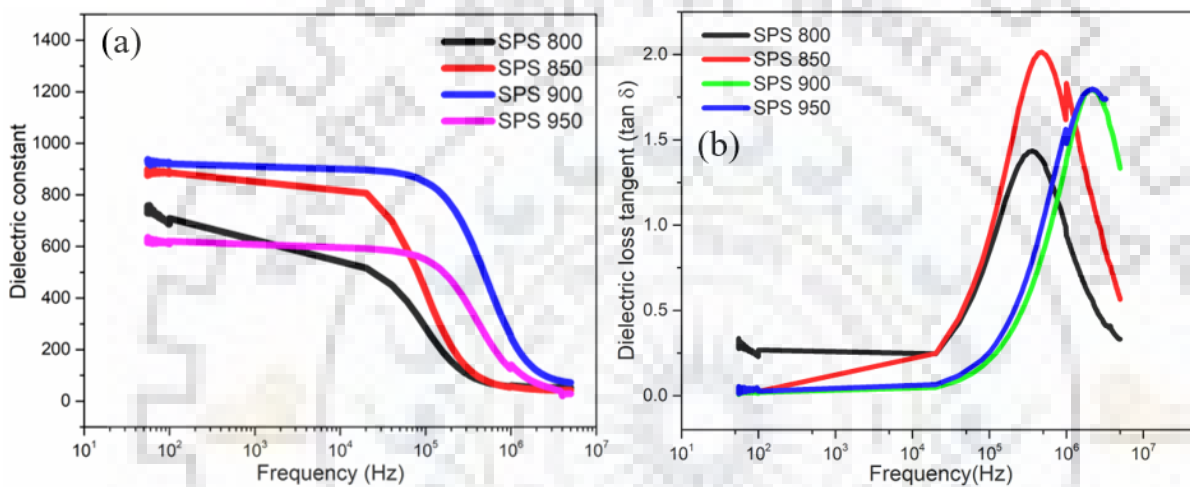 (a)
SPS 800
SPS 850
SPS 900
SPS 950
Dielectric constant
1400
1200
1000
800
600
400
200
0
10¹ 10² 10³ 10⁴ 10⁵ 10⁶ 10⁷
Frequency (Hz)
(b)
SPS 800
SPS 850
SPS 900
SPS 950
Dielectric loss tangent (tan δ)
2.0
1.5
1.0
0.5
0.0
10¹ 10² 10³ 10⁴ 10⁵ 10⁶ 10⁷
Frequency(Hz)